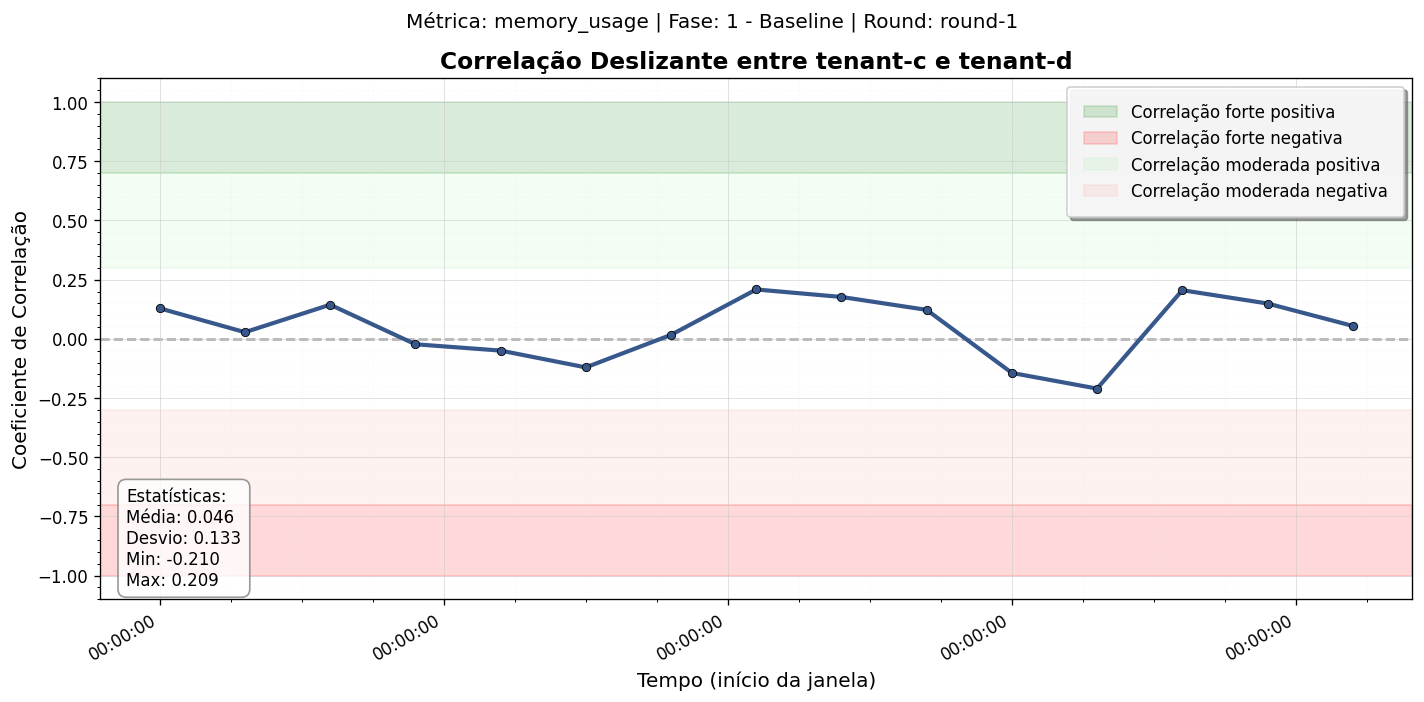 Métrica: memory_usage | Fase: 1 - Baseline | Round: round-1
Correlação Deslizante entre tenant-c e tenant-d
Coeficiente de Correlação
1.00
0.75
0.50
0.25
0.00
−0.25
−0.50
−0.75
−1.00
Correlação forte positiva
Correlação forte negativa
Correlação moderada positiva
Correlação moderada negativa
Estatísticas:
Média: 0.046
Desvio: 0.133
Min: -0.210
Max: 0.209
00:00:00
00:00:00
00:00:00
00:00:00
00:00:00
Tempo (início da janela)